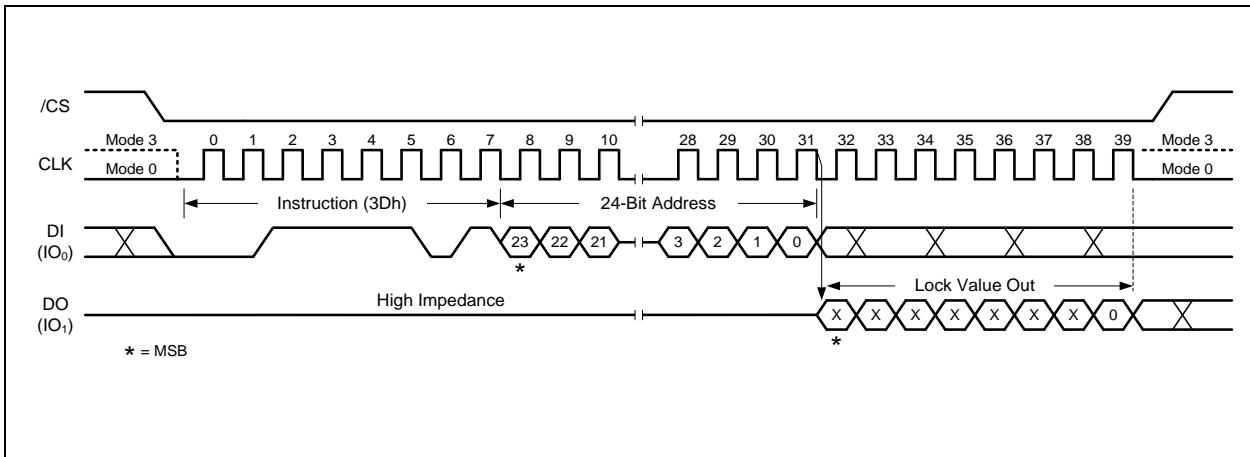 /CS
Mode 3 0 1 2 3 4 5 6 7 8 9 10 28 29 30 31 32 33 34 35 36 37 38 39 Mode 3
CLK Mode 0 Mode 0
Instruction (3Dh) 24-Bit Address
DI
(IO₀) 23 22 21 3 2 1 0
*
Lock Value Out
High Impedance
DO
(IO₁) X X X X X X X 0
*
* = MSB